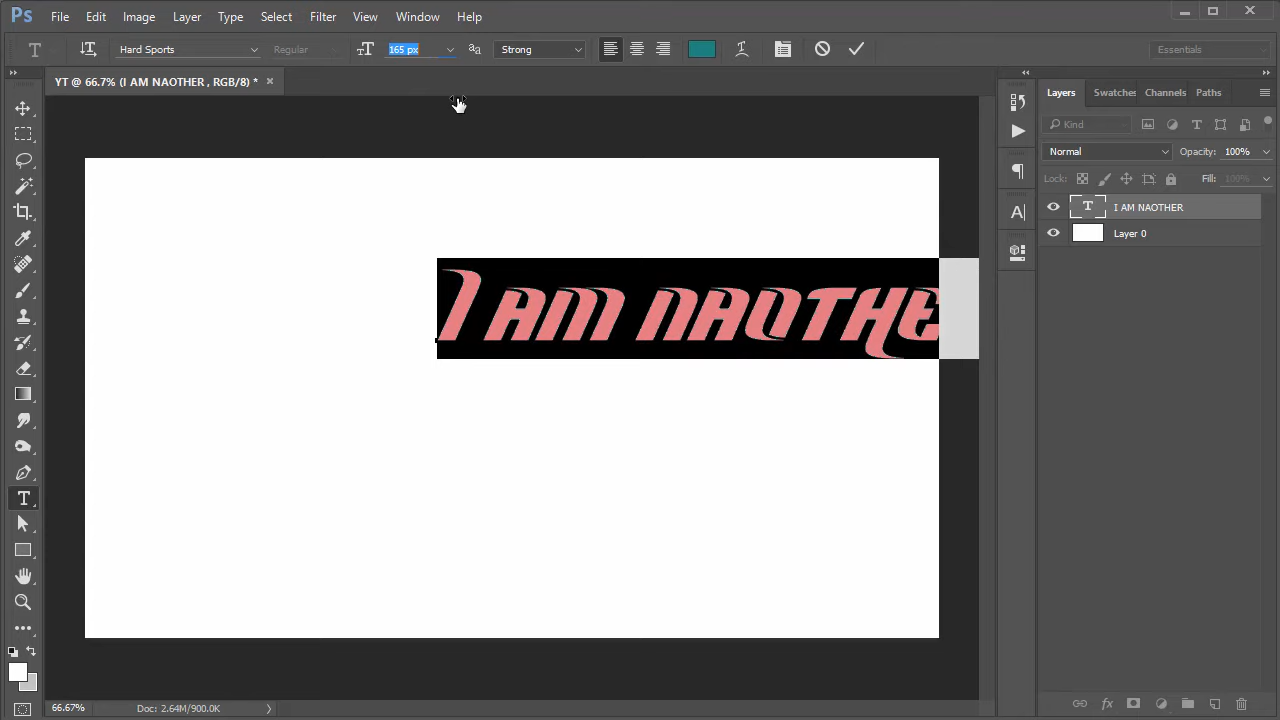 Ps File Edit Image Layer Type Select Filter View Window Help
T Hard Sports Regular TT 165 px aa Strong Essentials
YT @ 66.7% (I AM NAOTHER , RGB/8) * ×
Layers Swatches Channels Paths
Kind
Normal Opacity: 100%
Lock: Fill: 100%
T I AM NAOTHER
Layer 0
I AM NAOTHE
66.67% Doc: 2.64M/900.0K